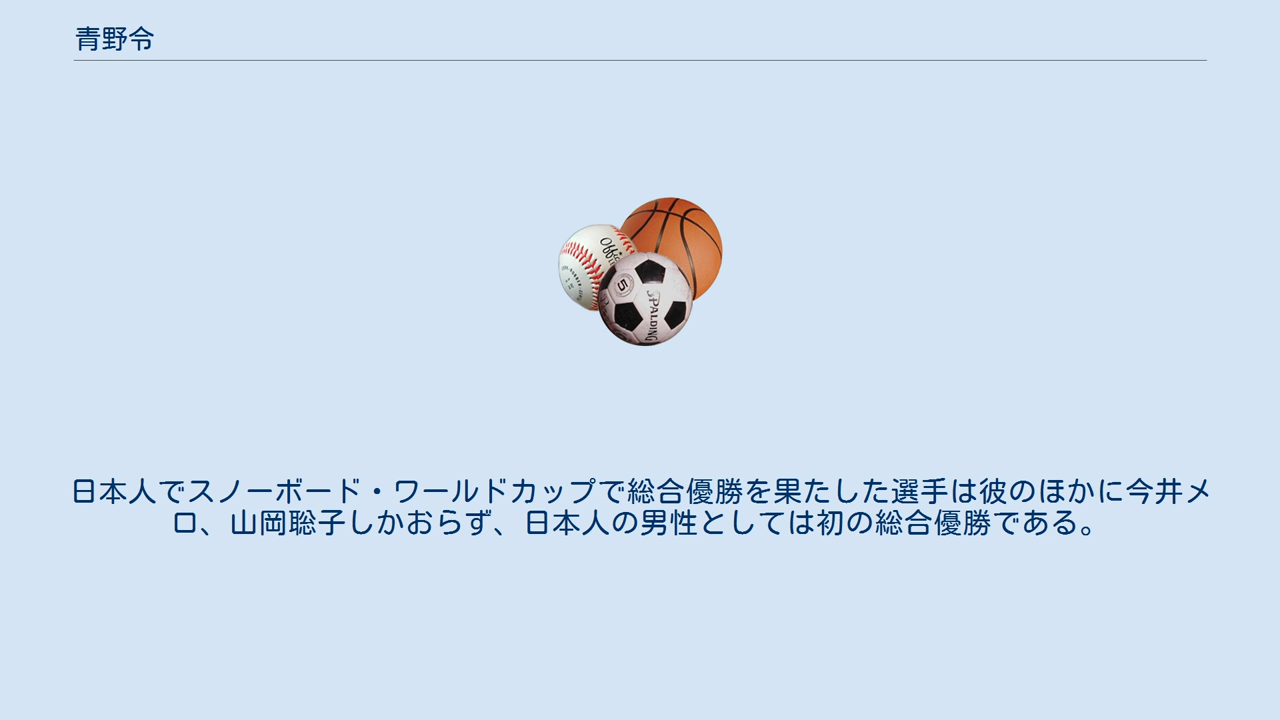 青野令
Offic
5
SPALDING
日本人でスノーボード・ワールドカップで総合優勝を果たした選手は彼のほかに今井メ
ロ、山岡聡子しかおらず、日本人の男性としては初の総合優勝である。